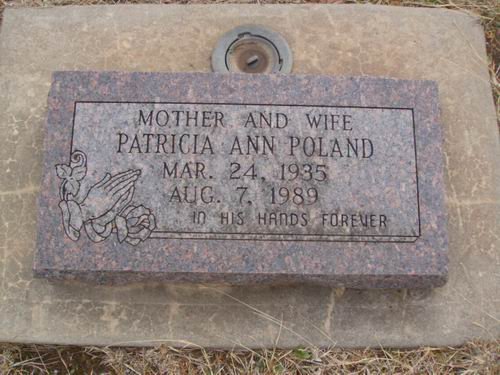 MOTHER AND WIFE
PATRICIA ANN POLAND
MAR. 24, 1935
AUG. 7, 1989
IN HIS HANDS FOREVER